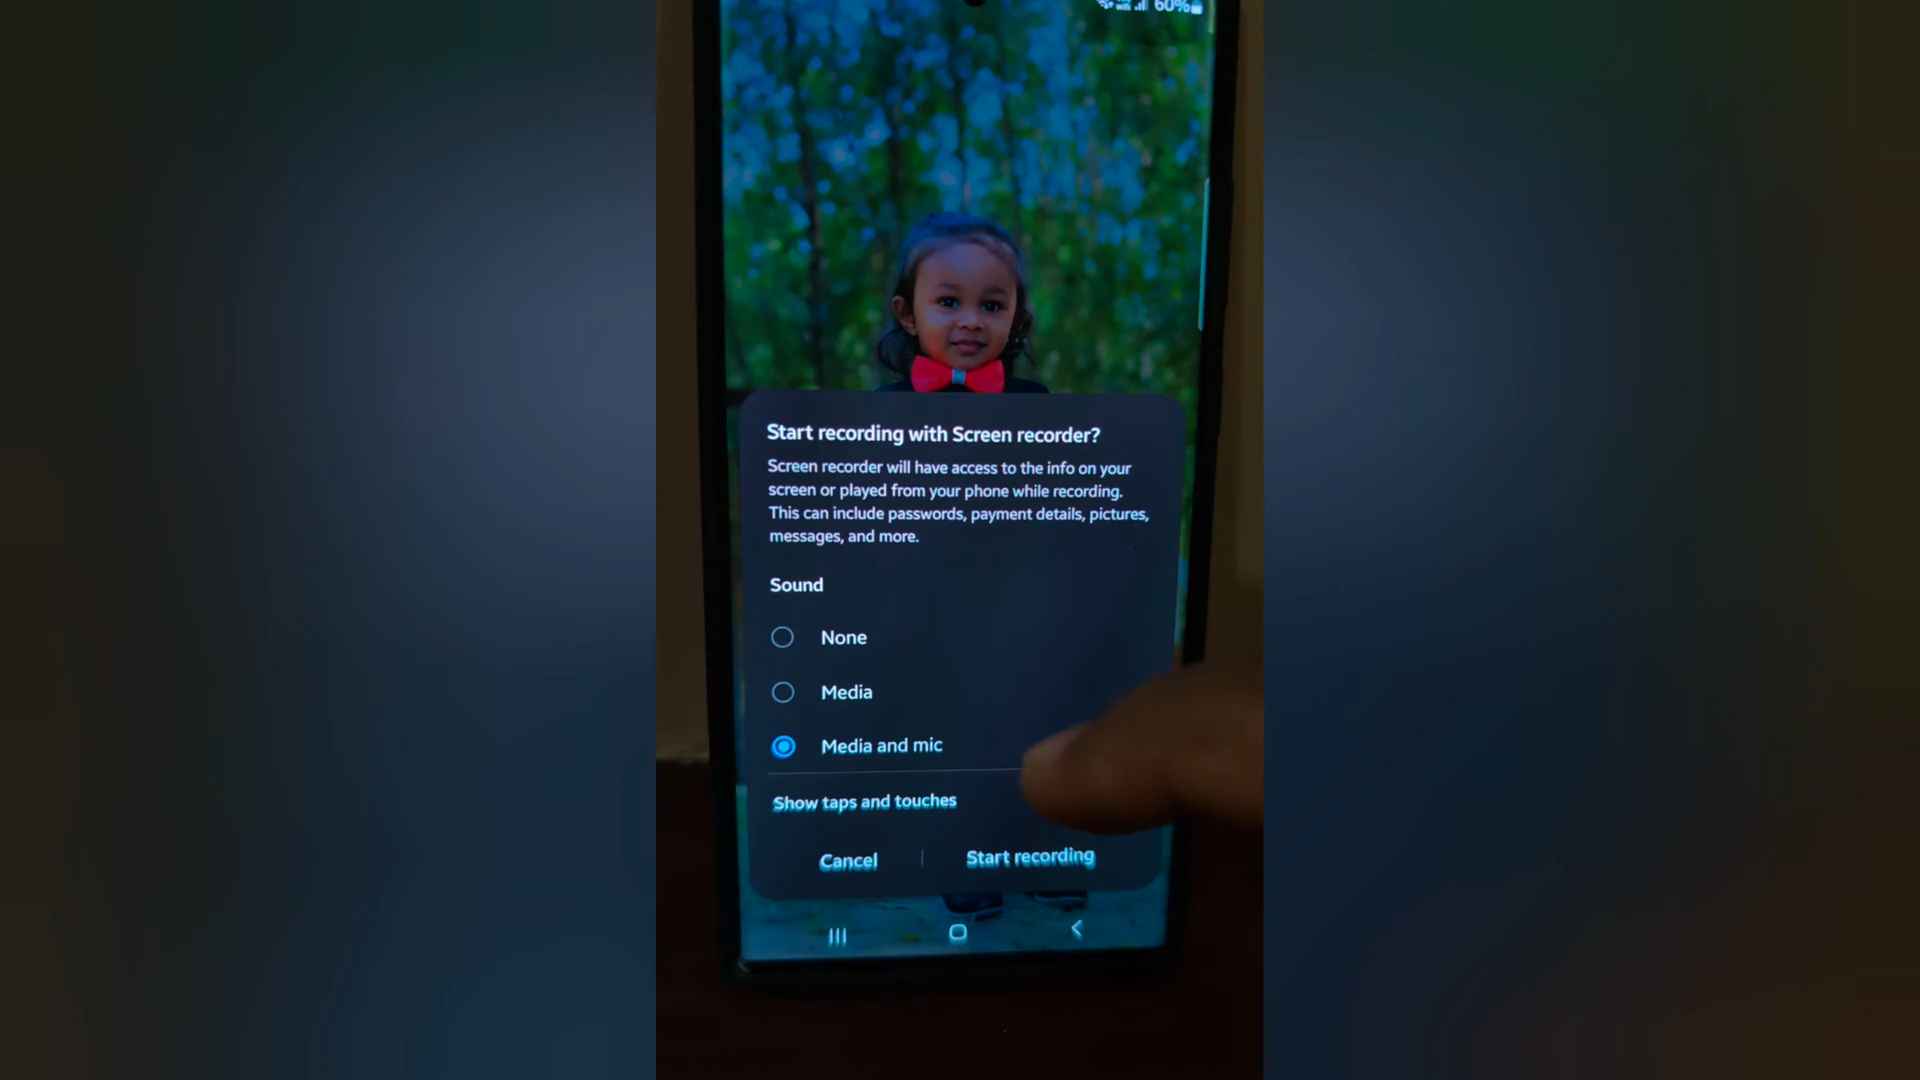 60%
Start recording with Screen recorder?
Screen recorder will have access to the info on your
screen or played from your phone while recording.
This can include passwords, payment details, pictures,
messages, and more.
Sound
None
Media
Media and mic
Show taps and touches
Cancel
Start recording